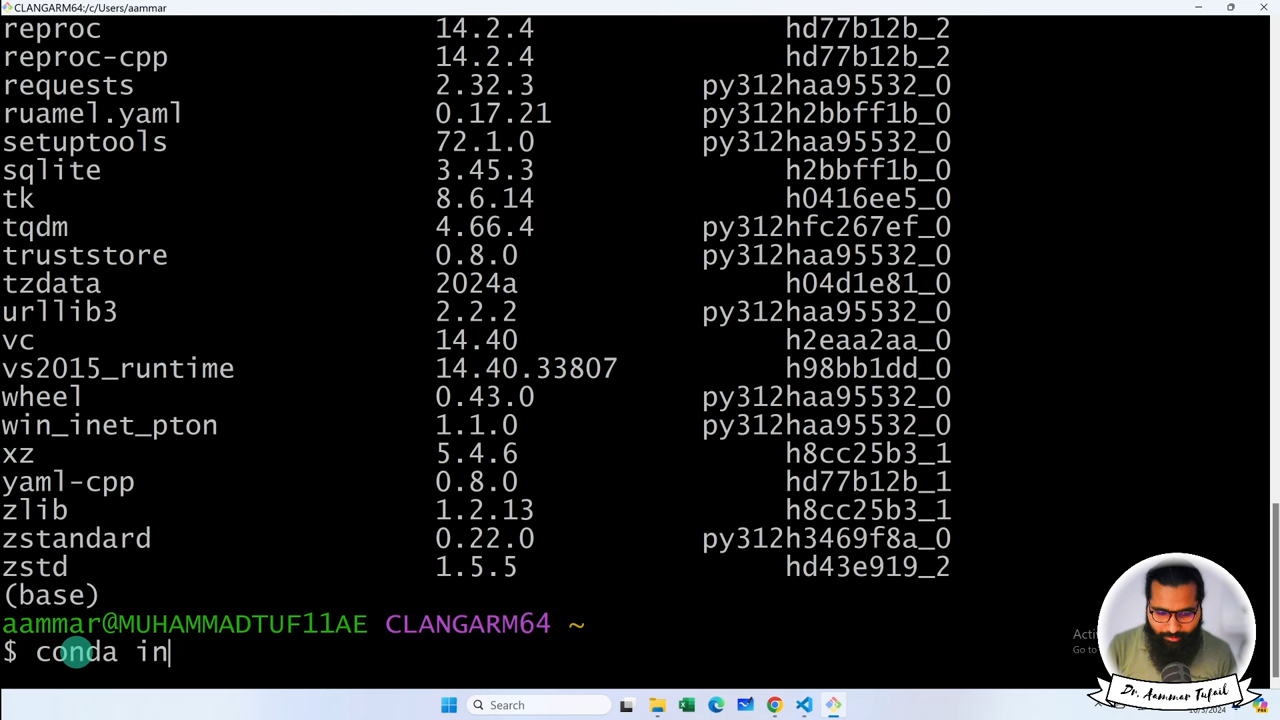 CLANGARM64:/c/Users/aammar
reproc 14.2.4 hd77b12b_2
reproc-cpp 14.2.4 hd77b12b_2
requests 2.32.3 py312haa95532_0
ruamel.yaml 0.17.21 py312h2bbff1b_0
setuptools 72.1.0 py312haa95532_0
sqlite 3.45.3 h2bbff1b_0
tk 8.6.14 h0416ee5_0
tqdm 4.66.4 py312hfc267ef_0
truststore 0.8.0 py312haa95532_0
tzdata 2024a h04d1e81_0
urllib3 2.2.2 py312haa95532_0
vc 14.40 h2eaa2aa_0
vs2015_runtime 14.40.33807 h98bb1dd_0
wheel 0.43.0 py312haa95532_0
win_inet_pton 1.1.0 py312haa95532_0
xz 5.4.6 h8cc25b3_1
yaml-cpp 0.8.0 hd77b12b_1
zlib 1.2.13 h8cc25b3_1
zstandard 0.22.0 py312h3469f8a_0
zstd 1.5.5 hd43e919_2
(base)
aammar@MUHAMMADTUF11AE CLANGARM64 ~
$ conda in
Go to
Dr. Aammar Tufail
Search